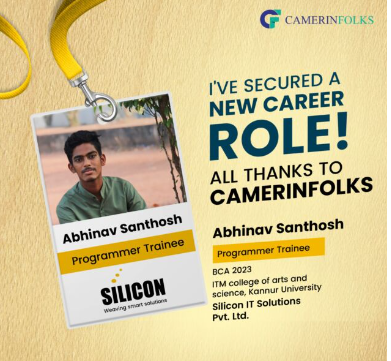 CAMERINFOLKS
I'VE SECURED A
NEW CAREER
ROLE!
ALL THANKS TO
CAMERINFOLKS
Abhinav Santhosh
Programmer Trainee
SILICON
Weaving smart solutions
Abhinav Santhosh
Programmer Trainee
BCA 2023
ITM college of arts and
science, Kannur University
Silicon IT Solutions
Pvt. Ltd.